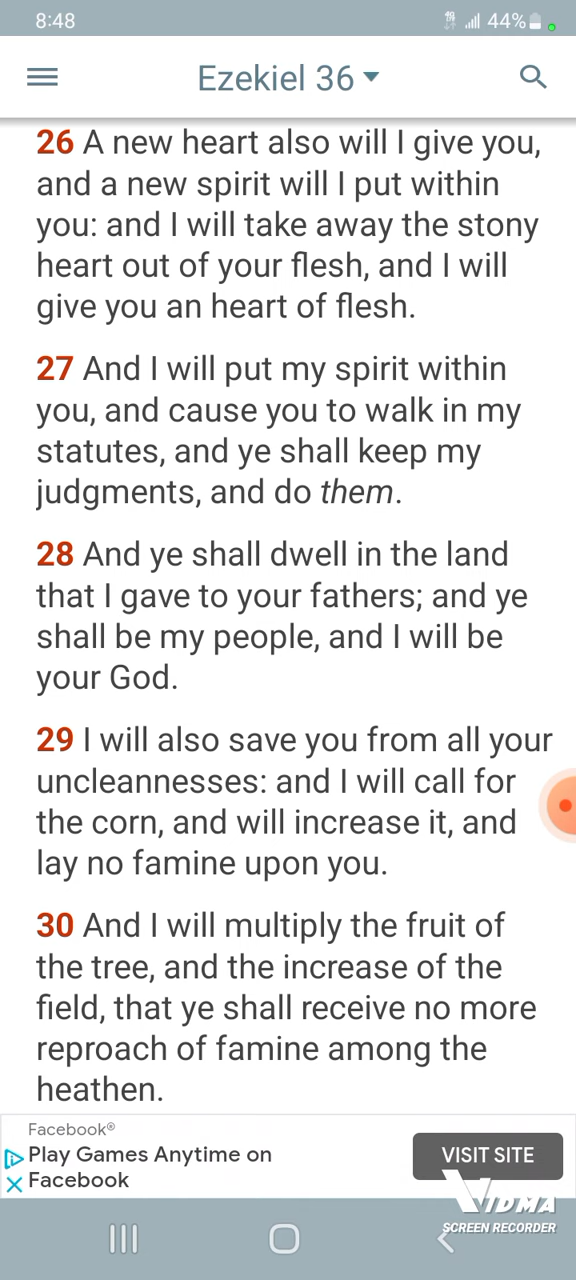 8:48
44%
Ezekiel 36
26 A new heart also will I give you,
and a new spirit will I put within
you: and I will take away the stony
heart out of your flesh, and I will
give you an heart of flesh.
27 And I will put my spirit within
you, and cause you to walk in my
statutes, and ye shall keep my
judgments, and do them.
28 And ye shall dwell in the land
that I gave to your fathers; and ye
shall be my people, and I will be
your God.
29 I will also save you from all your
uncleannesses: and I will call for
the corn, and will increase it, and
lay no famine upon you.
30 And I will multiply the fruit of
the tree, and the increase of the
field, that ye shall receive no more
reproach of famine among the
heathen.
Facebook®
Play Games Anytime on
Facebook
VISIT SITE
VIDMA
SCREEN RECORDER